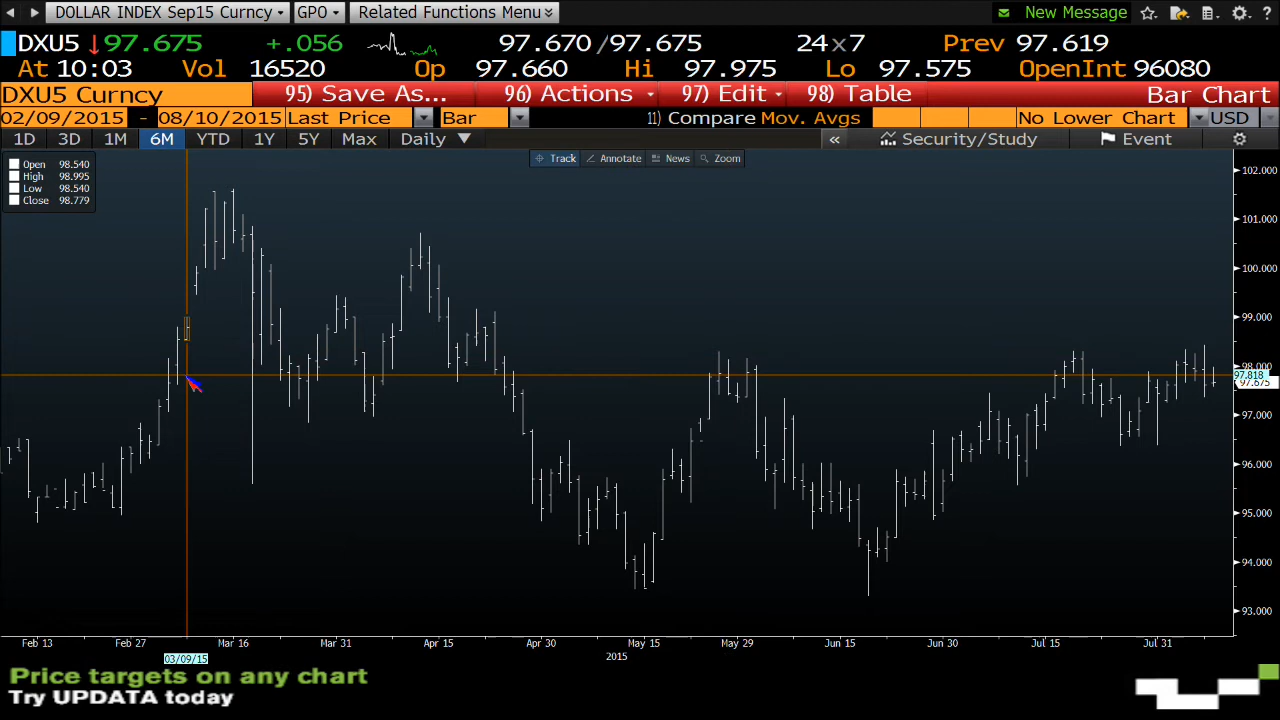 DOLLAR INDEX Sep15 Curncy GPO Related Functions Menu New Message ?
DXU5 ↓97.675 +.056 97.670 /97.675 24x7 Prev 97.619
At 10:03 Vol 16520 Op 97.660 Hi 97.975 Lo 97.575 OpenInt 96080
DXU5 Curncy 95) Save As... 96) Actions 97) Edit 98) Table Bar Chart
02/09/2015 - 08/10/2015 Last Price Bar 11) Compare Mov. Avgs No Lower Chart USD
1D 3D 1M 6M YTD 1Y 5Y Max Daily « Security/Study Event
Track Annotate News Zoom
Open 98.540
High 98.995
Low 98.540
Close 98.779
102.000
101.000
100.000
99.000
98.000
97.818
97.675
97.000
96.000
95.000
94.000
93.000
Feb 13 Feb 27 Mar 16 Mar 31 Apr 15 Apr 30 May 15 May 29 Jun 15 Jun 30 Jul 15 Jul 31
03/09/15 2015
Price targets on any chart
Try UPDATA today